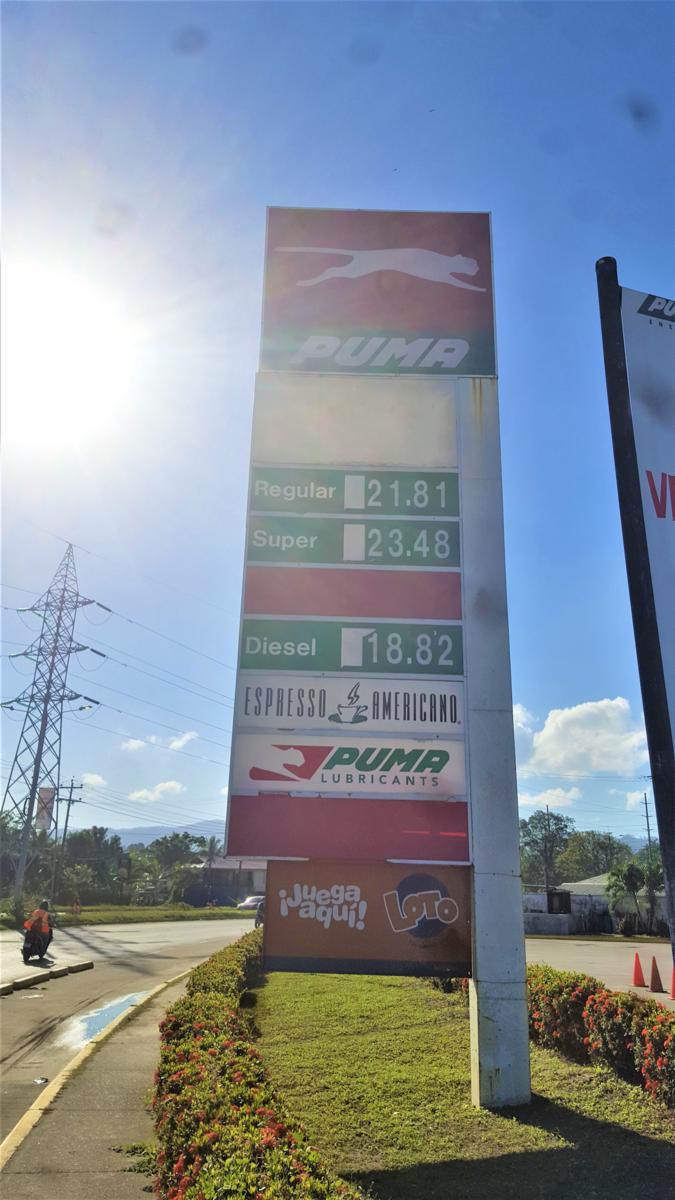 PUMA
Regular 21.81
Super 23.48
Diesel 18.82
ESPRESSO AMERICANO
PUMA
LUBRICANTS
¡Juega
aquí!
LOTO